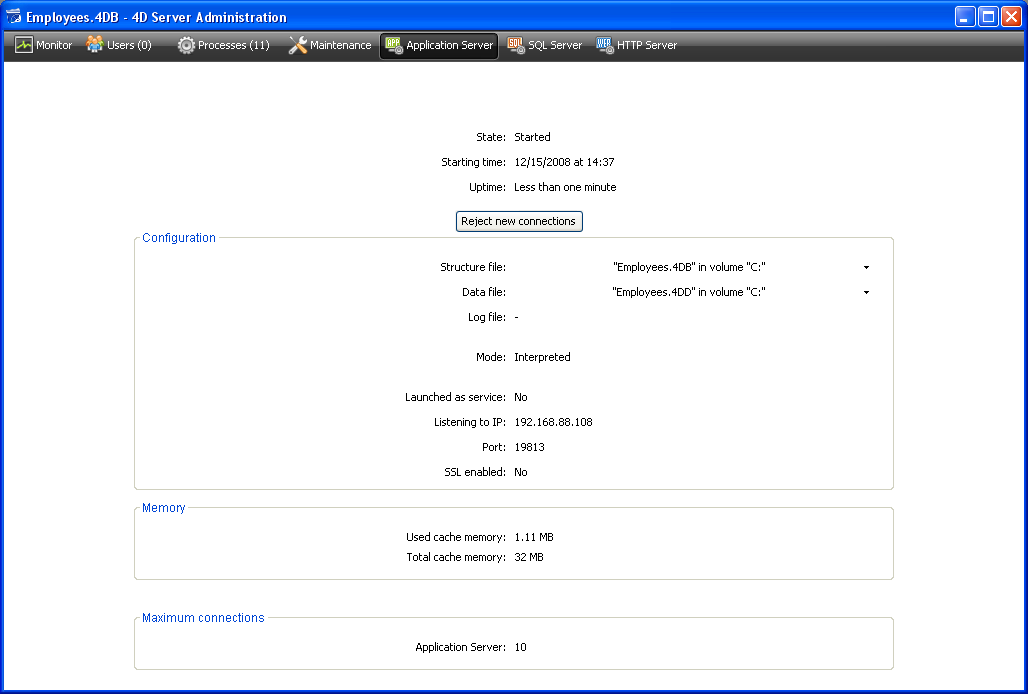 Employees.4DB - 4D Server Administration
Monitor Users (0) Processes (11) Maintenance APP Application Server SQL SQL Server WEB HTTP Server
State: Started
Starting time: 12/15/2008 at 14:37
Uptime: Less than one minute
Reject new connections
Configuration
Structure file: "Employees.4DB" in volume "C:"
Data file: "Employees.4DD" in volume "C:"
Log file: -
Mode: Interpreted
Launched as service: No
Listening to IP: 192.168.88.108
Port: 19813
SSL enabled: No
Memory
Used cache memory: 1.11 MB
Total cache memory: 32 MB
Maximum connections
Application Server: 10